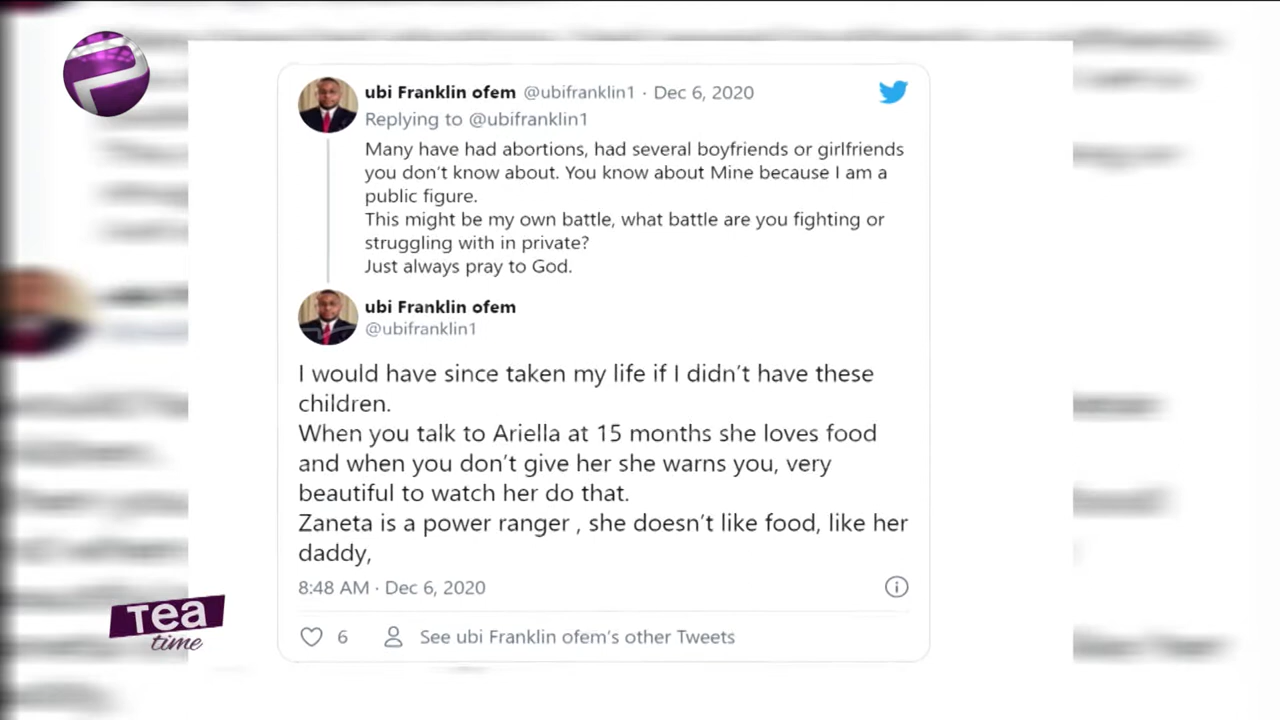 ubi Franklin ofem @ubifranklin1 · Dec 6, 2020
Replying to @ubifranklin1
Many have had abortions, had several boyfriends or girlfriends
you don't know about. You know about Mine because I am a
public figure.
This might be my own battle, what battle are you fighting or
struggling with in private?
Just always pray to God.
ubi Franklin ofem
@ubifranklin1
I would have since taken my life if I didn't have these
children.
When you talk to Ariella at 15 months she loves food
and when you don't give her she warns you, very
beautiful to watch her do that.
Zaneta is a power ranger , she doesn't like food, like her
daddy,
8:48 AM · Dec 6, 2020
6 See ubi Franklin ofem's other Tweets
Tea
time